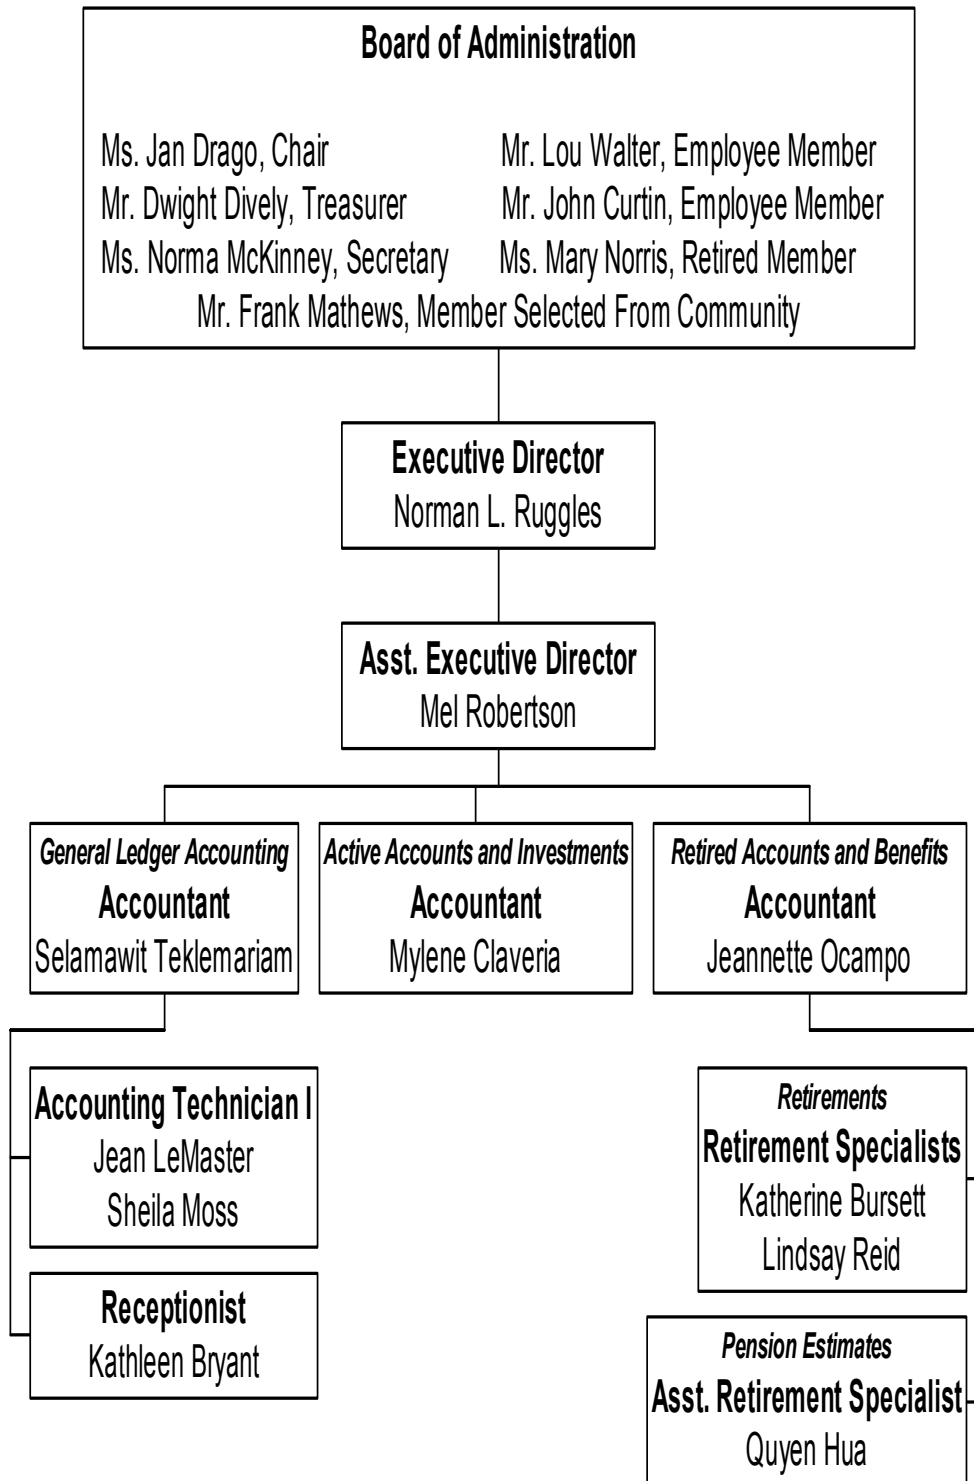 Board of Administration
Ms. Jan Drago, Chair
Mr. Lou Walter, Employee Member
Mr. Dwight Dively, Treasurer
Mr. John Curtin, Employee Member
Ms. Norma McKinney, Secretary
Ms. Mary Norris, Retired Member
Mr. Frank Mathews, Member Selected From Community
Executive Director
Norman L. Ruggles
Asst. Executive Director
Mel Robertson
General Ledger Accounting
Accountant
Selamawit Teklemariam
Active Accounts and Investments
Accountant
Mylene Claveria
Retired Accounts and Benefits
Accountant
Jeannette Ocampo
Accounting Technician I
Jean LeMaster
Sheila Moss
Receptionist
Kathleen Bryant
Retirements
Retirement Specialists
Katherine Bursett
Lindsay Reid
Pension Estimates
Asst. Retirement Specialist
Quyen Hua